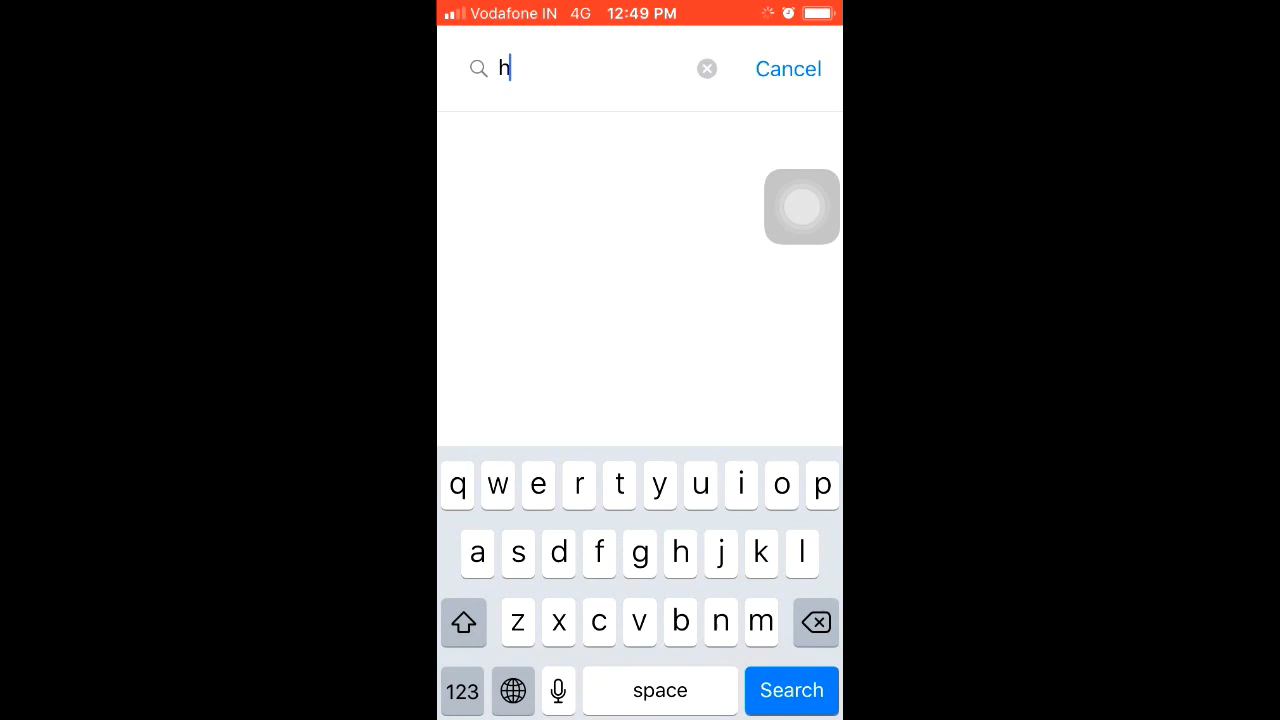 Vodafone IN 4G 12:49 PM
h Cancel
q w e r t y u i o p
a s d f g h j k l
z x c v b n m
123 space Search